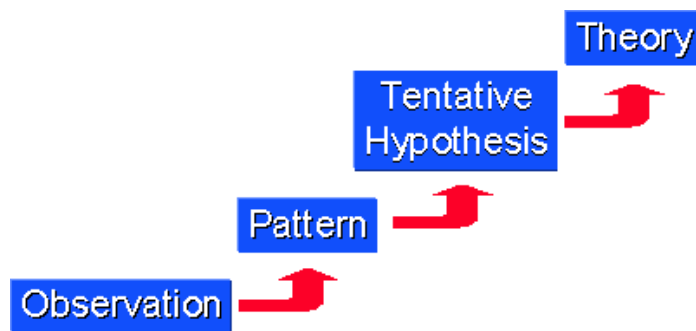 Theory
Tentative
Hypothesis
Pattern
Observation